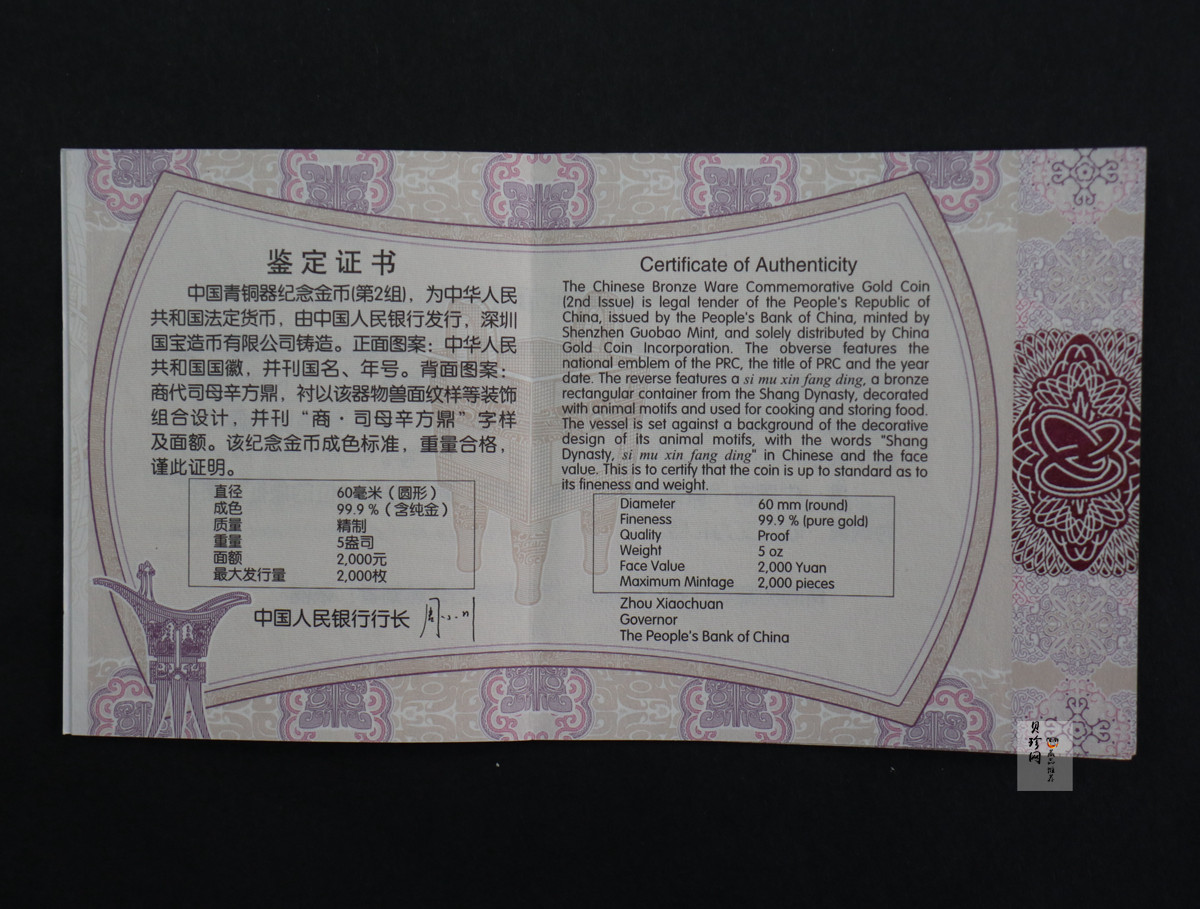 鉴定证书
中国青铜器纪念金币(第2组)，为中华人民
共和国法定货币，由中国人民银行发行，深圳
国宝造币有限公司铸造。正面图案：中华人民
共和国国徽，并刊国名、年号。背面图案：
商代司母辛方鼎，衬以该器物兽面纹样等装饰
组合设计，并刊“商·司母辛方鼎”字样
及面额。该纪念金币成色标准，重量合格，
谨此证明。
直径 60毫米（圆形）
成色 99.9％（含纯金）
质量 精制
重量 5盎司
面额 2,000元
最大发行量 2,000枚
中国人民银行行长
Certificate of Authenticity
The Chinese Bronze Ware Commemorative Gold Coin
(2nd Issue) is legal tender of the People's Republic of
China, issued by the People's Bank of China, minted by
Shenzhen Guobao Mint, and solely distributed by China
Gold Coin Incorporation. The obverse features the
national emblem of the PRC, the title of PRC and the year
date. The reverse features a si mu xin fang ding, a bronze
rectangular container from the Shang Dynasty, decorated
with animal motifs and used for cooking and storing food.
The vessel is set against a background of the decorative
design of its animal motifs, with the words "Shang
Dynasty, si mu xin fang ding" in Chinese and the face
value. This is to certify that the coin is up to standard as to
its fineness and weight.
Diameter 60 mm (round)
Fineness 99.9 % (pure gold)
Quality Proof
Weight 5 oz
Face Value 2,000 Yuan
Maximum Mintage 2,000 pieces
Zhou Xiaochuan
Governor
The People's Bank of China
贝珍网